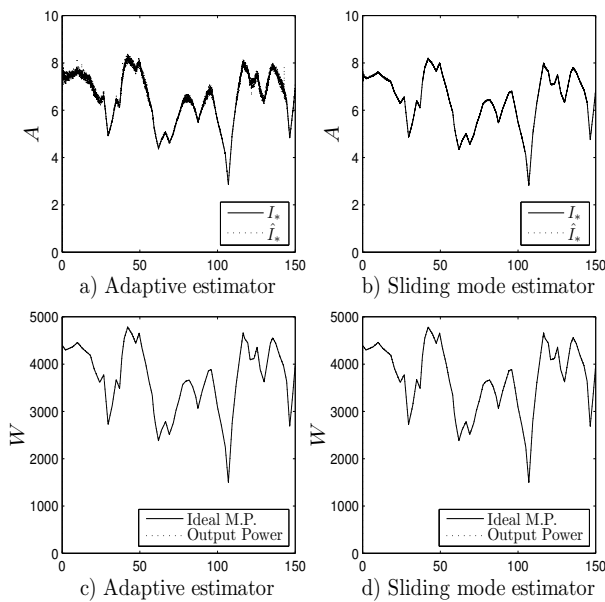 10
8
6
4
2
0
A
0 50 100 150
I* 
Î*
a) Adaptive estimator
10
8
6
4
2
0
A
0 50 100 150
I*
Î*
b) Sliding mode estimator
5000
4000
3000
2000
1000
0
W
0 50 100 150
Ideal M.P.
Output Power
c) Adaptive estimator
5000
4000
3000
2000
1000
0
W
0 50 100 150
Ideal M.P.
Output Power
d) Sliding mode estimator